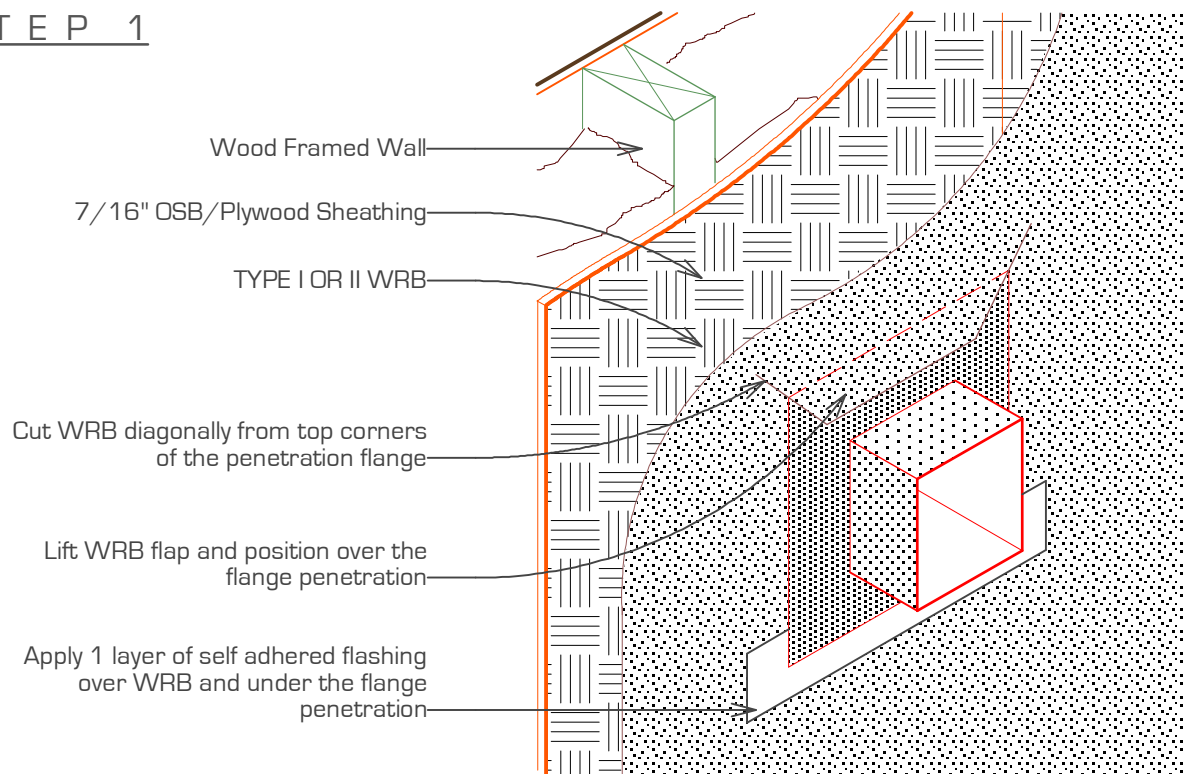 TEP 1
Wood Framed Wall
7/16" OSB/Plywood Sheathing
TYPE I OR II WRB
Cut WRB diagonally from top corners
of the penetration flange
Lift WRB flap and position over the
flange penetration
Apply 1 layer of self adhered flashing
over WRB and under the flange
penetration